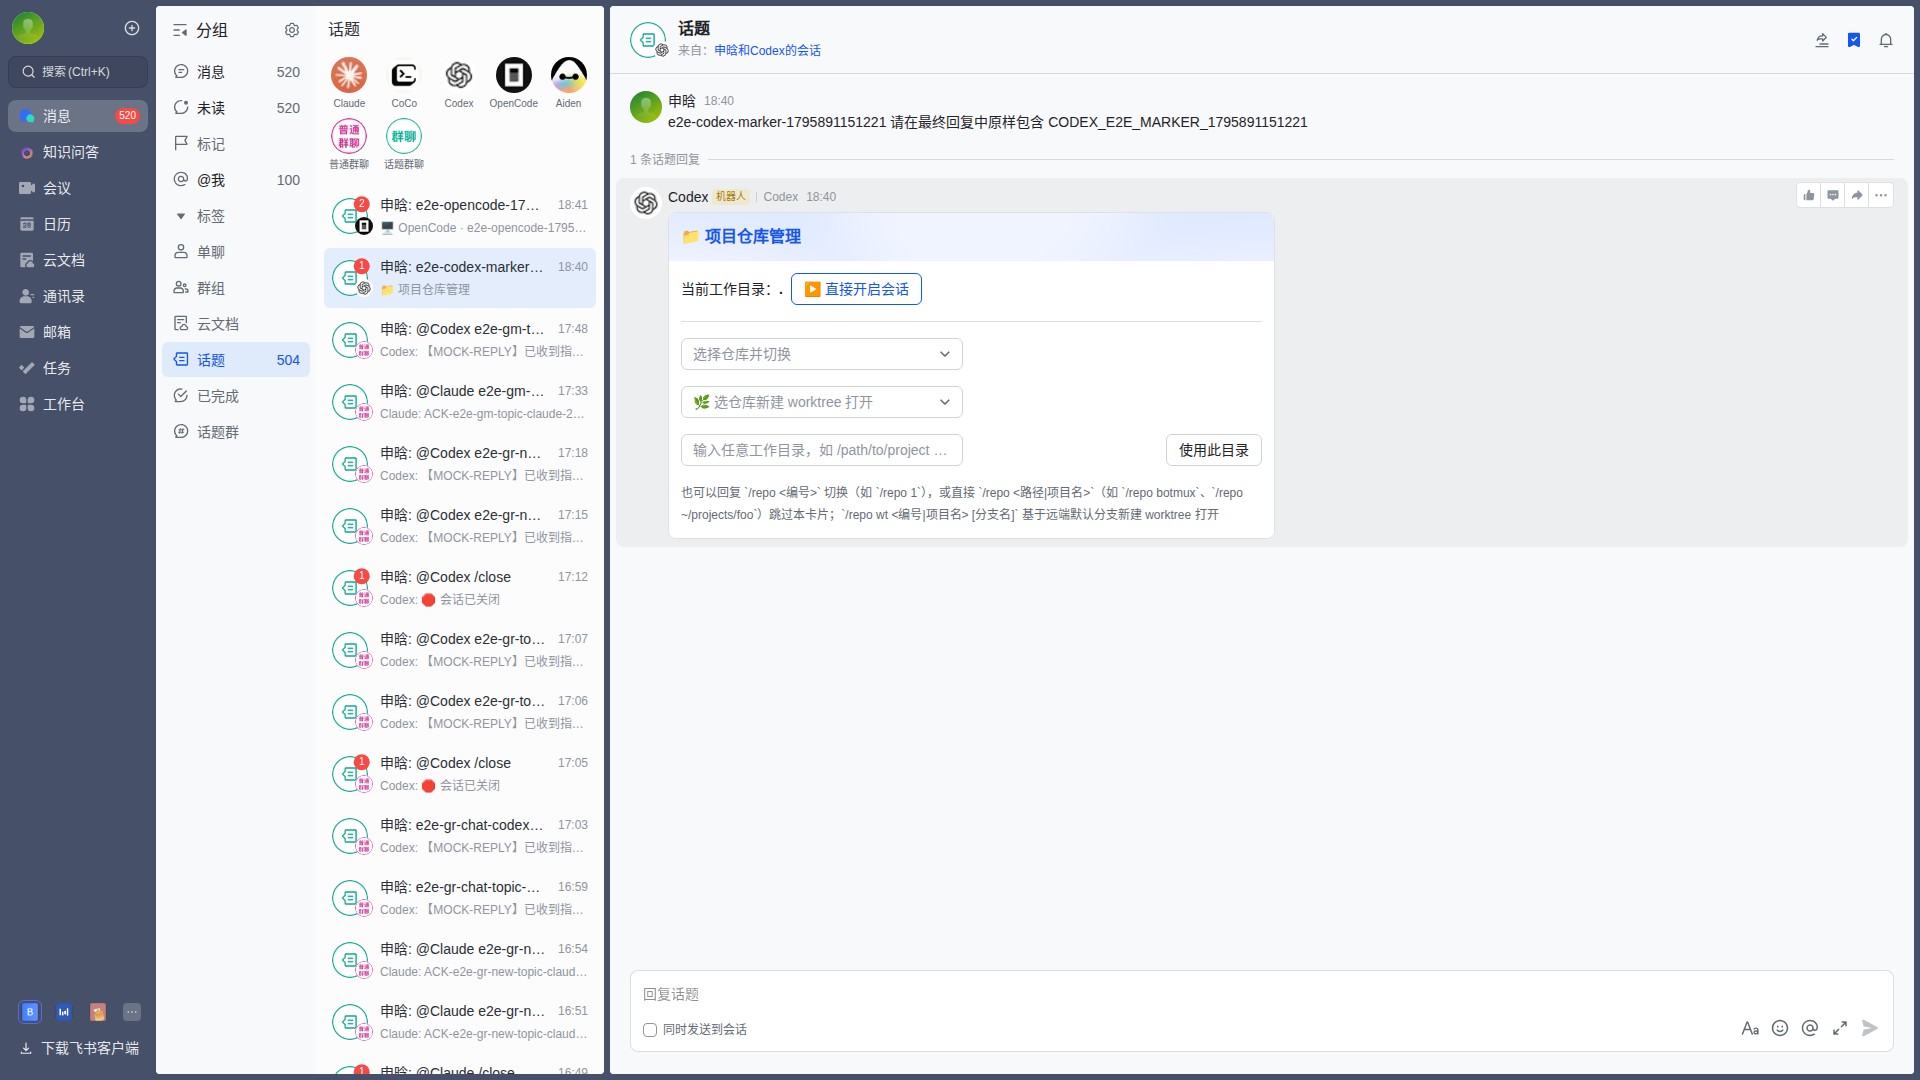 搜索 (Ctrl+K)
消息 520
知识问答
会议
日历
云文档
通讯录
邮箱
任务
工作台
下载飞书客户端
分组
消息 520
未读 520
标记
@我 100
标签
单聊
群组
云文档
话题 504
已完成
话题群
话题
Claude
CoCo
Codex
OpenCode
Aiden
普通群聊
普通群聊
群聊
话题群聊
2
申晗: e2e-opencode-17... 18:41
🖥️ OpenCode · e2e-opencode-1795...
1
申晗: e2e-codex-marker... 18:40
📁 项目仓库管理
申晗: @Codex e2e-gm-t... 17:48
Codex: 【MOCK-REPLY】已收到指...
申晗: @Claude e2e-gm-... 17:33
Claude: ACK-e2e-gm-topic-claude-2...
申晗: @Codex e2e-gr-n... 17:18
Codex: 【MOCK-REPLY】已收到指...
申晗: @Codex e2e-gr-n... 17:15
Codex: 【MOCK-REPLY】已收到指...
1
申晗: @Codex /close 17:12
Codex: 🛑 会话已关闭
申晗: @Codex e2e-gr-to... 17:07
Codex: 【MOCK-REPLY】已收到指...
申晗: @Codex e2e-gr-to... 17:06
Codex: 【MOCK-REPLY】已收到指...
1
申晗: @Codex /close 17:05
Codex: 🛑 会话已关闭
申晗: e2e-gr-chat-codex... 17:03
Codex: 【MOCK-REPLY】已收到指...
申晗: e2e-gr-chat-topic-... 16:59
Codex: 【MOCK-REPLY】已收到指...
申晗: @Claude e2e-gr-n... 16:54
Claude: ACK-e2e-gr-new-topic-claud...
申晗: @Claude e2e-gr-n... 16:51
Claude: ACK-e2e-gr-new-topic-claud...
1
申晗: @Claude /close 16:49
话题
来自：申晗和Codex的会话
申晗 18:40
e2e-codex-marker-1795891151221 请在最终回复中原样包含 CODEX_E2E_MARKER_1795891151221
1 条话题回复
Codex 机器人 | Codex 18:40
📁 项目仓库管理
当前工作目录：. ▶️ 直接开启会话
选择仓库并切换
🌿 选仓库新建 worktree 打开
输入任意工作目录，如 /path/to/project ... 使用此目录
也可以回复 `/repo <编号>` 切换（如 `/repo 1`），或直接 `/repo <路径|项目名>`（如 `/repo botmux`、`/repo
~/projects/foo`）跳过本卡片；`/repo wt <编号|项目名> [分支名]` 基于远端默认分支新建 worktree 打开
回复话题
同时发送到会话